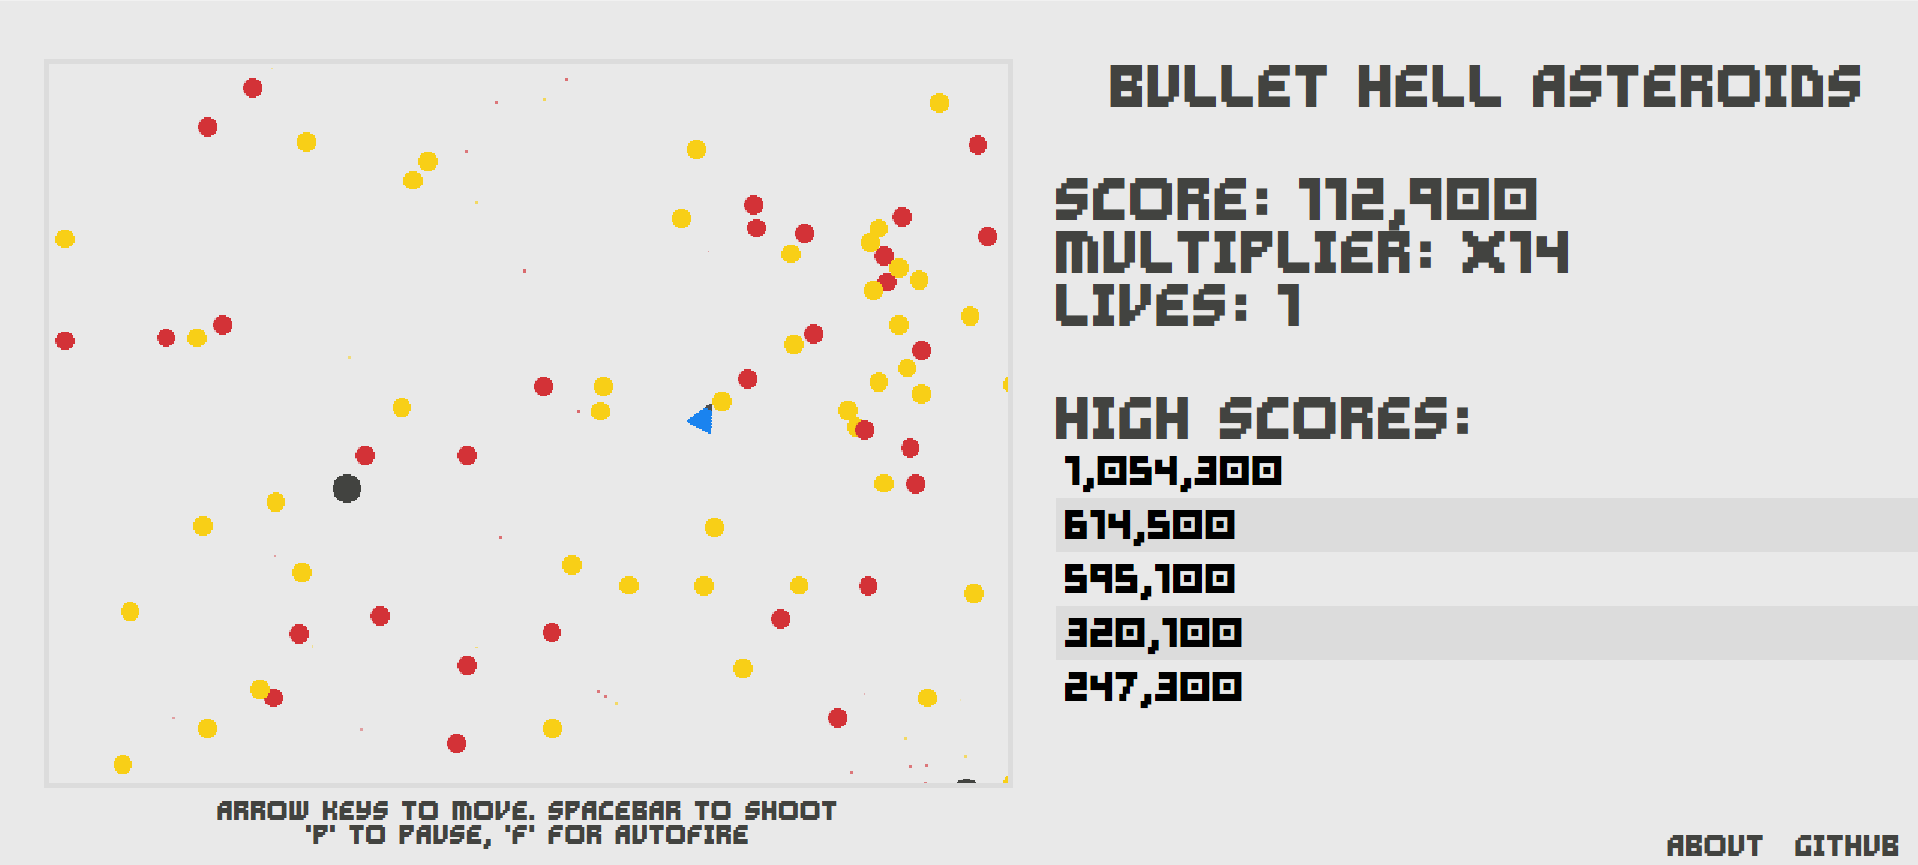 BULLET HELL ASTEROIDS
SCORE: 112,900
MULTIPLIER: X14
LIVES: 1
HIGH SCORES:
1,054,300
614,500
595,100
320,100
247,300
ARROW KEYS TO MOVE. SPACEBAR TO SHOOT
'P' TO PAUSE, 'F' FOR AUTOFIRE
ABOUT GITHUB